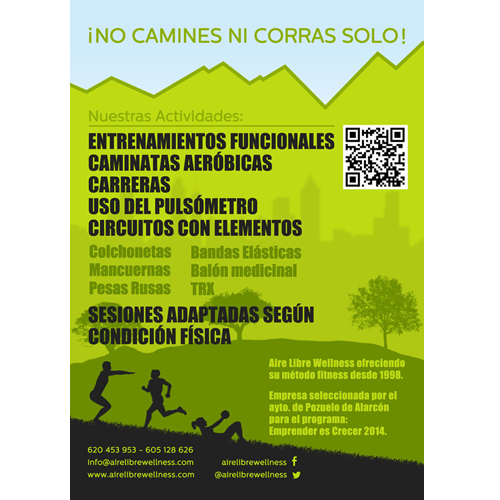 ¡NO CAMINES NI CORRAS SOLO!
Nuestras Actividades:
ENTRENAMIENTOS FUNCIONALES
CAMINATAS AERÓBICAS
CARRERAS
USO DEL PULSÓMETRO
CIRCUITOS CON ELEMENTOS
Colchonetas Bandas Elásticas
Mancuernas Balón medicinal
Pesas Rusas TRX
SESIONES ADAPTADAS SEGÚN
CONDICIÓN FÍSICA
Aire Libre Wellness ofreciendo
su método fitness desde 1998.
Empresa seleccionada por el
ayto. de Pozuelo de Alarcón
para el programa:
Emprender es Crecer 2014.
620 453 953 - 605 128 626
info@airelibrewellness.com airelibrewellness
www.airelibrewellness.com @airelibrewellness